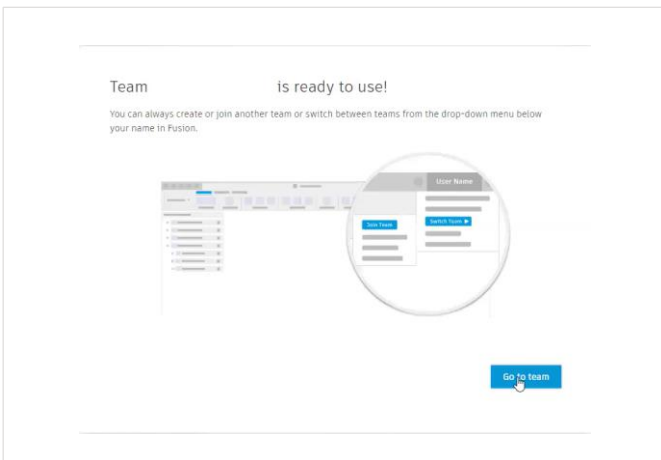 Team is ready to use!
You can always create or join another team or switch between teams from the drop-down menu below
your name in Fusion.
User Name
Join Team
Switch Team
Go to team